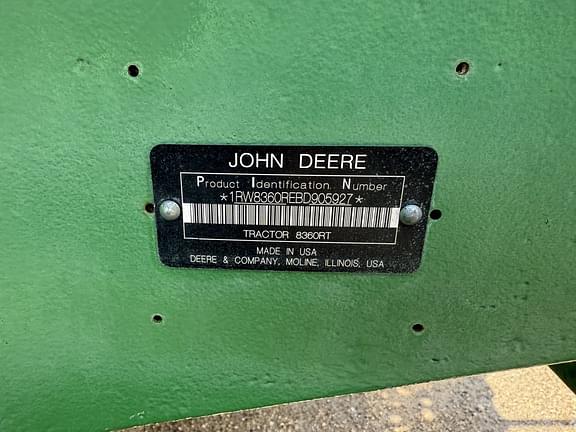 JOHN DEERE
Product Identification Number
*1RW8360REBD905927*
TRACTOR 8360RT
MADE IN USA
DEERE & COMPANY, MOLINE, ILLINOIS, USA